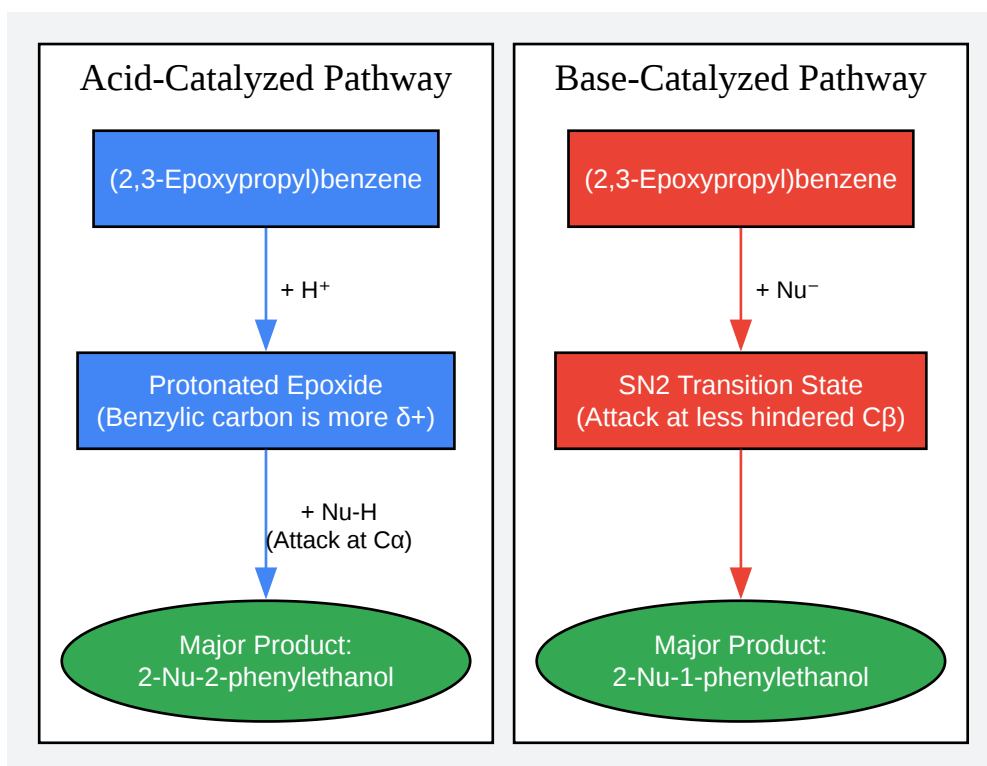 Acid-Catalyzed Pathway
(2,3-Epoxypropyl)benzene
+ H⁺
Protonated Epoxide
(Benzylic carbon is more δ+)
+ Nu-H
(Attack at Cα)
Major Product:
2-Nu-2-phenylethanol
Base-Catalyzed Pathway
(2,3-Epoxypropyl)benzene
+ Nu⁻
SN2 Transition State
(Attack at less hindered Cβ)
Major Product:
2-Nu-1-phenylethanol